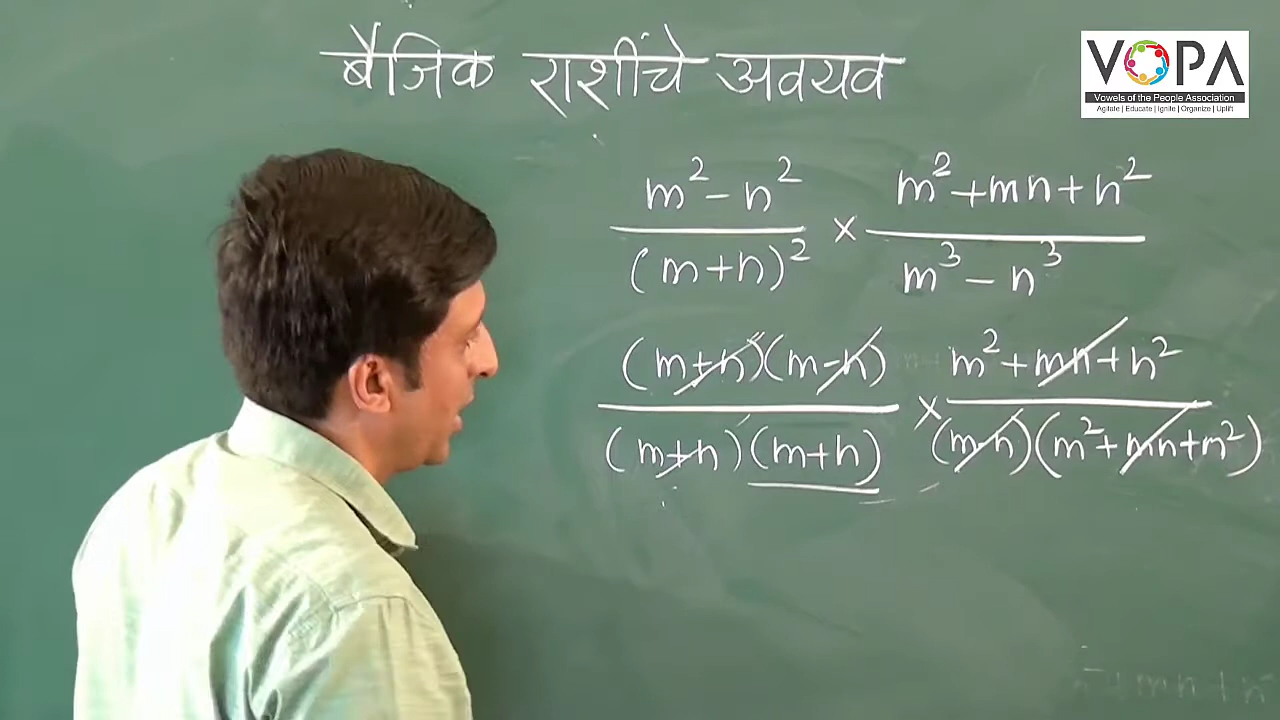 बैजिक राशींचे अवयव
VOPA
Vowels of the People Association
Agitate | Educate | Ignite | Organize | Uplift
m² - n² / (m+n)² × m² + mn + n² / m³ - n³
(m+n)(m-n) / (m+n)(m+n) × m² + mn + n² / (m-n)(m² + mn + n²)